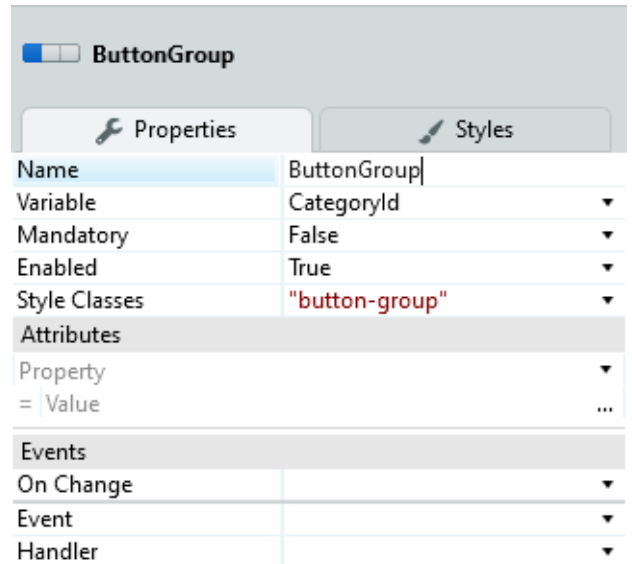 ButtonGroup
Properties Styles
Name ButtonGroup
Variable CategoryId
Mandatory False
Enabled True
Style Classes "button-group"
Attributes
Property
= Value ...
Events
On Change
Event
Handler